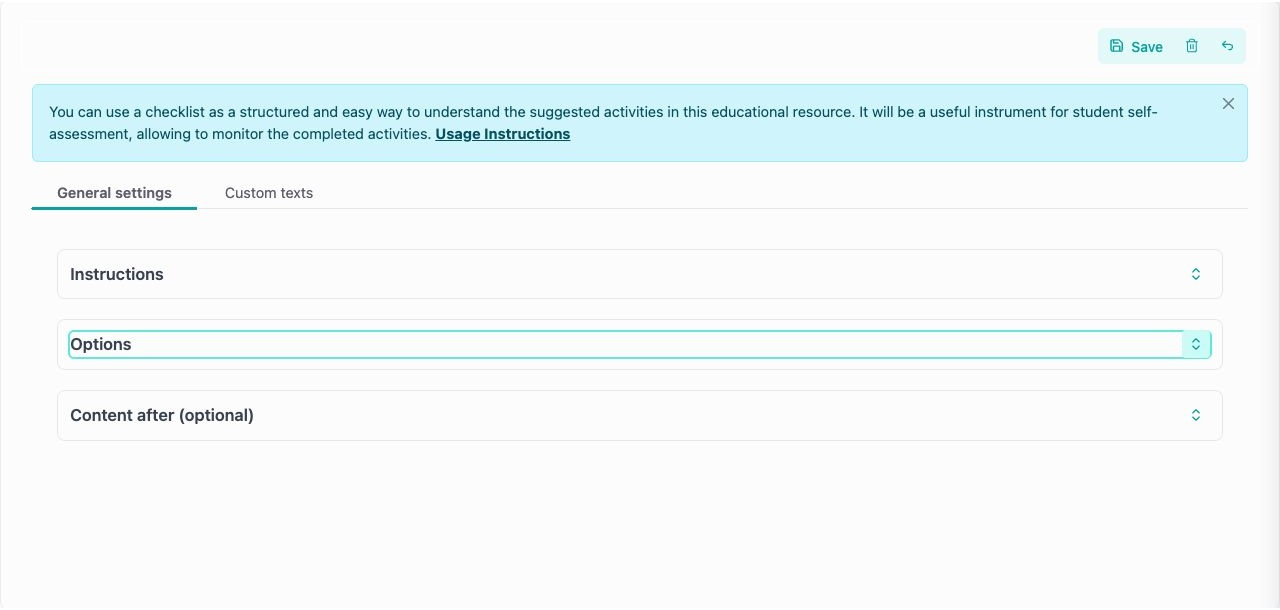 Save
You can use a checklist as a structured and easy way to understand the suggested activities in this educational resource. It will be a useful instrument for student self-
assessment, allowing to monitor the completed activities. Usage Instructions
General settings
Custom texts
Instructions
Options
Content after (optional)